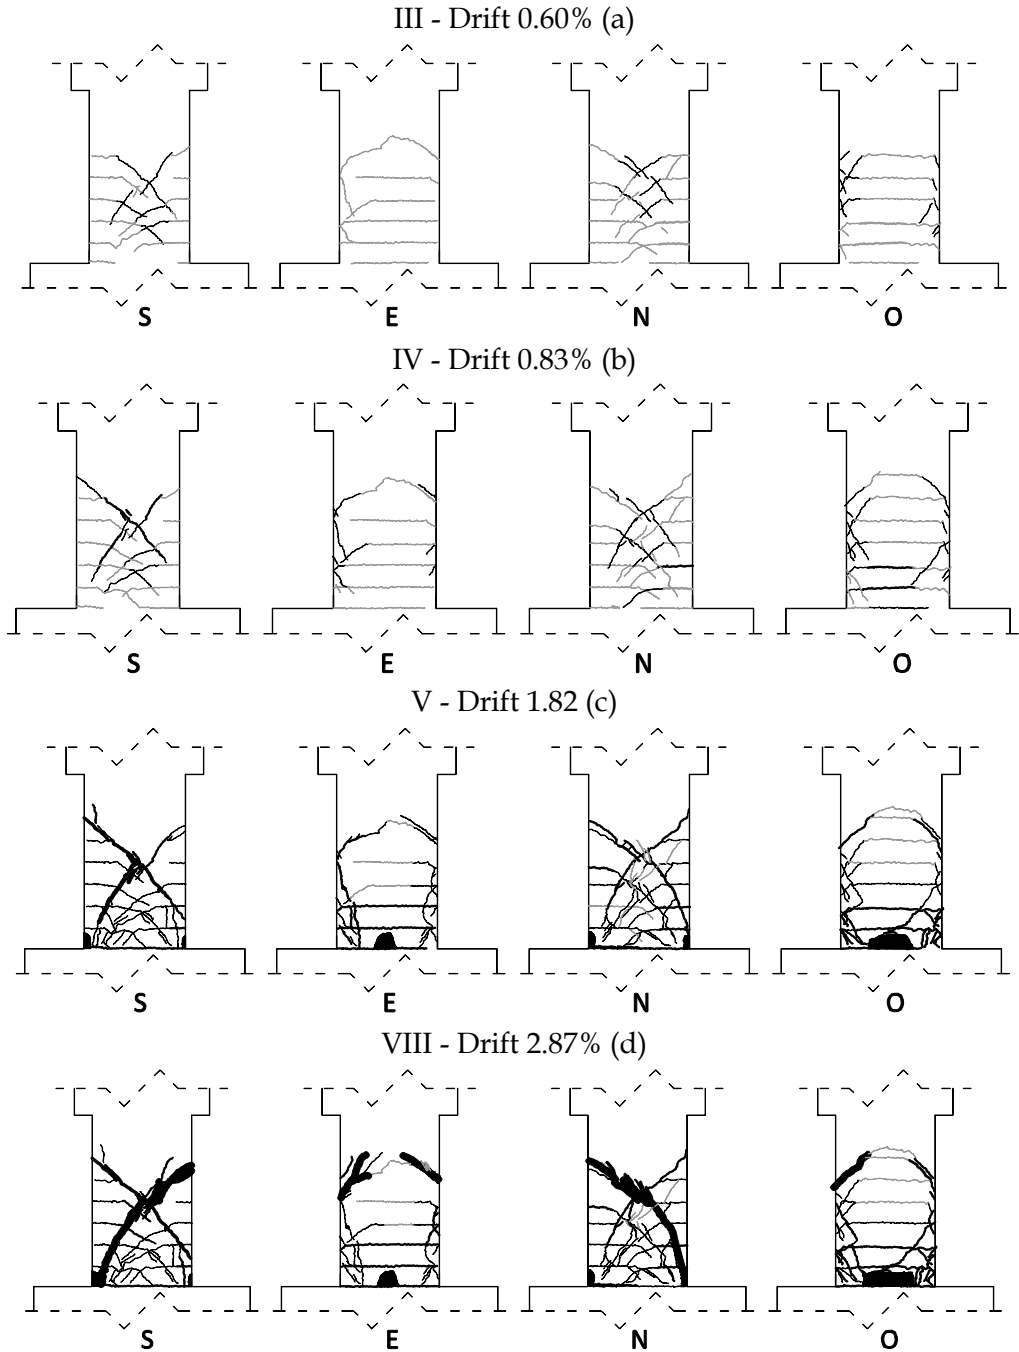 III - Drift 0.60% (a)
S E N O
IV - Drift 0.83% (b)
S E N O
V - Drift 1.82 (c)
S E N O
VIII - Drift 2.87% (d)
S E N O